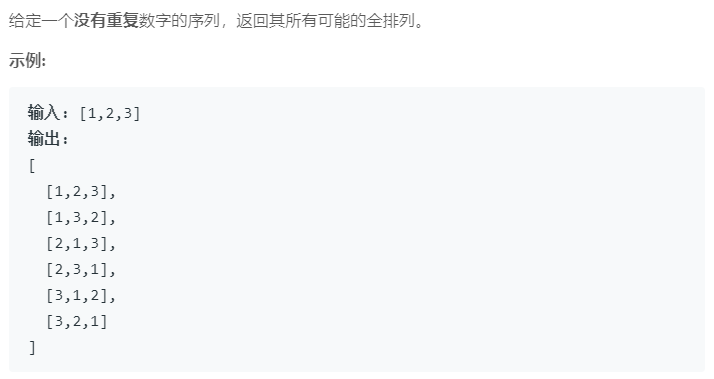 给定一个没有重复数字的序列，返回其所有可能的全排列。
示例:
输入: [1,2,3]
输出:
[
  [1,2,3],
  [1,3,2],
  [2,1,3],
  [2,3,1],
  [3,1,2],
  [3,2,1]
]